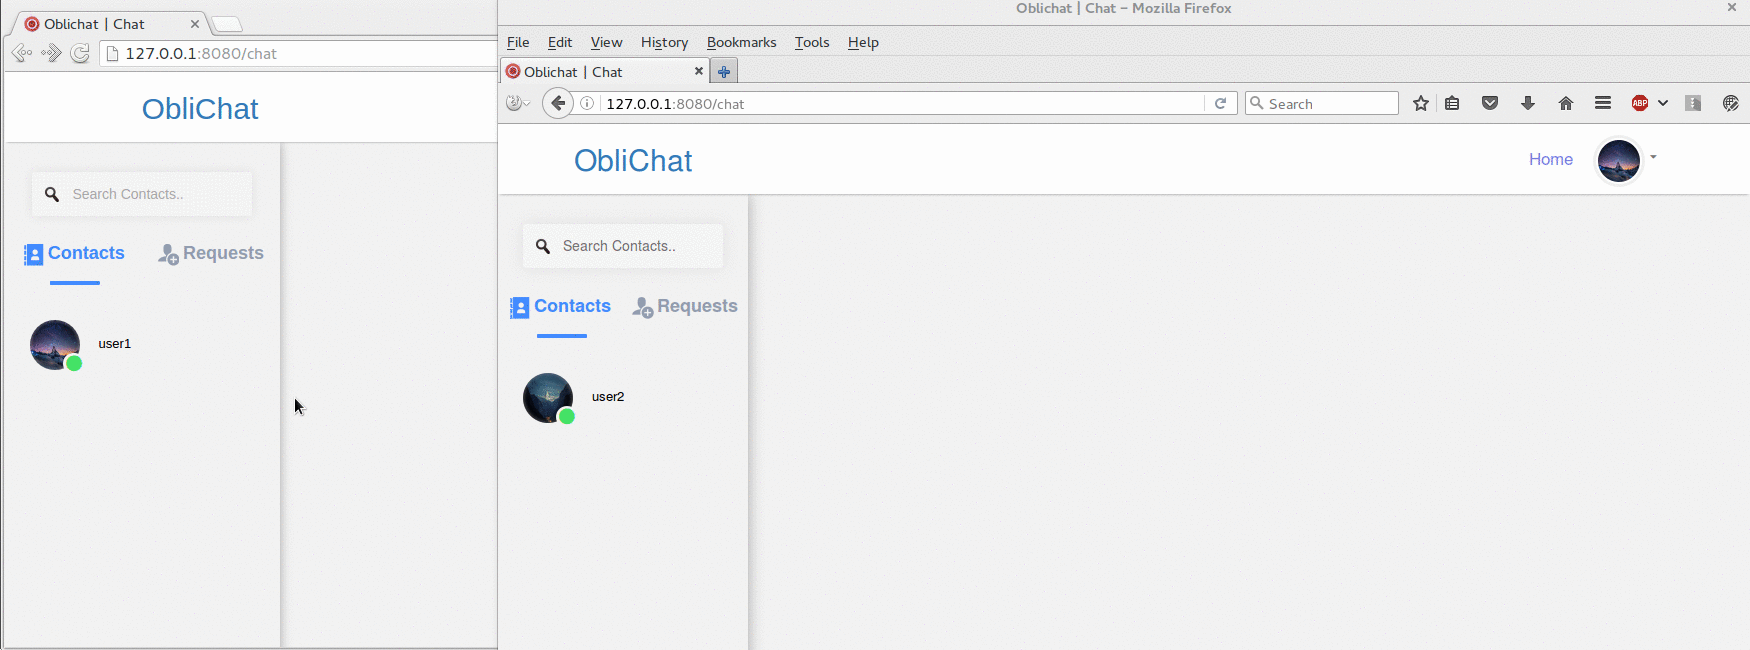 Oblichat | Chat
127.0.0.1:8080/chat
ObliChat
Search Contacts..
Contacts
Requests
user1
Oblichat | Chat – Mozilla Firefox
File Edit View History Bookmarks Tools Help
Oblichat | Chat
127.0.0.1:8080/chat
Search
ABP
ObliChat
Home
Search Contacts..
Contacts
Requests
user2